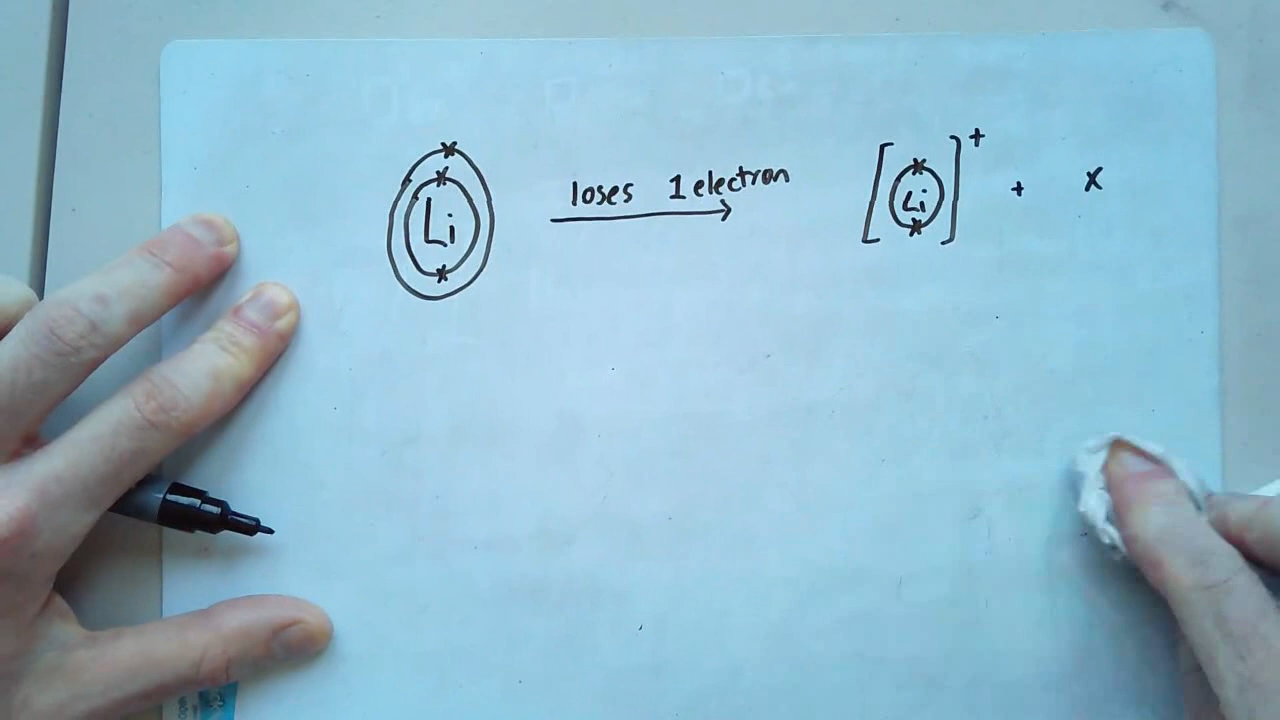 Li loses 1 electron [Li]⁺ + x